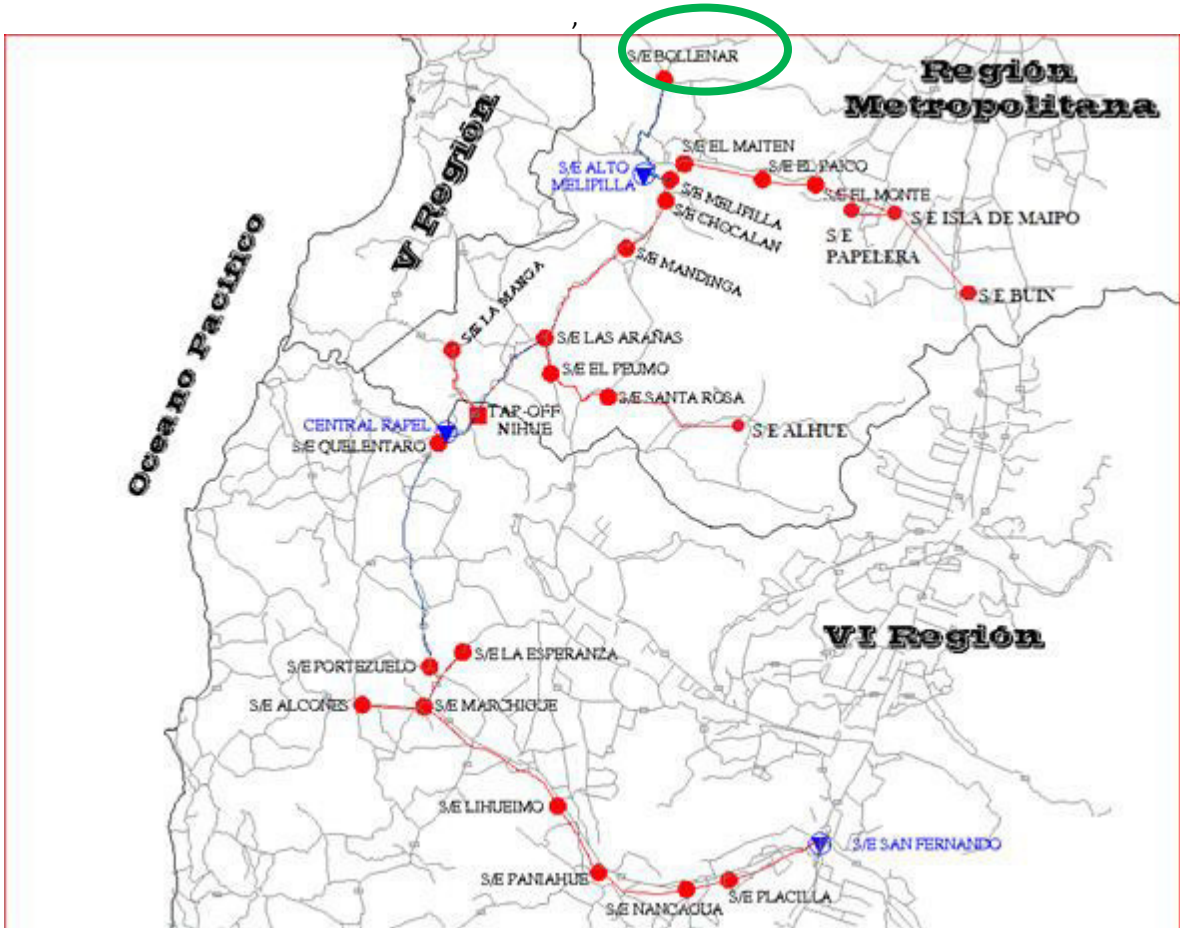 ,
S/E BOLLENAR
Región
Metropolitana
V Región
S/E EL MAITEN
S/E ALTO
MELIPILLA
S/E EL PAICO
S/E MELIPILLA
S/E EL MONTE
S/E CHOCALAN
S/E ISLA DE MAIPO
S/E
PAPELERA
S/E MANDINGA
Oceano Pacifico
S/E LA MANGA
S/E BUIN
S/E LAS ARAÑAS
S/E EL PEUMO
S/E SANTA ROSA
TAP-OFF
NIHUE
CENTRAL RAPEL
S/E ALHUE
S/E QUELENTARO
VI Región
S/E LA ESPERANZA
S/E PORTEZUELO
S/E ALCONES
S/E MARCHIGUE
S/E LIHUEIMO
S/E SAN FERNANDO
S/E PANIAHUE
S/E PLACILLA
S/E NANCAGUA